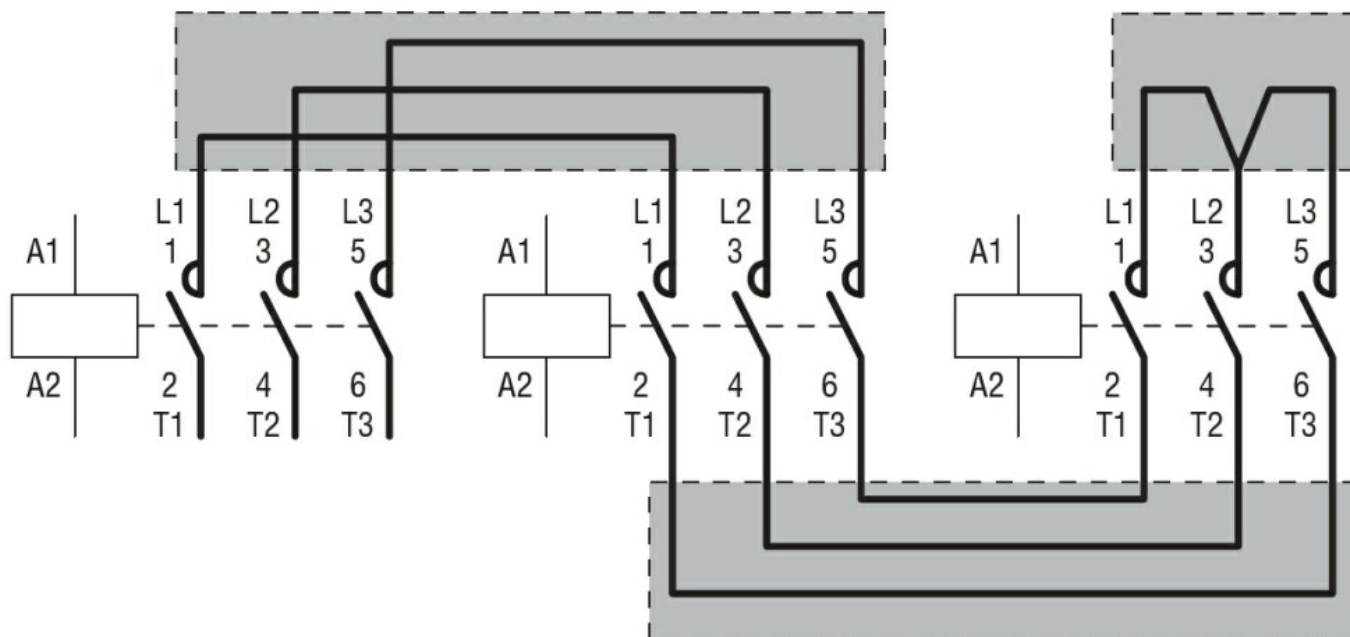 L1 L2 L3 L1 L2 L3 L1 L2 L3
A1 1 3 5 A1 1 3 5 A1 1 3 5
A2 2 4 6 A2 2 4 6 A2 2 4 6
T1 T2 T3 T1 T2 T3 T1 T2 T3